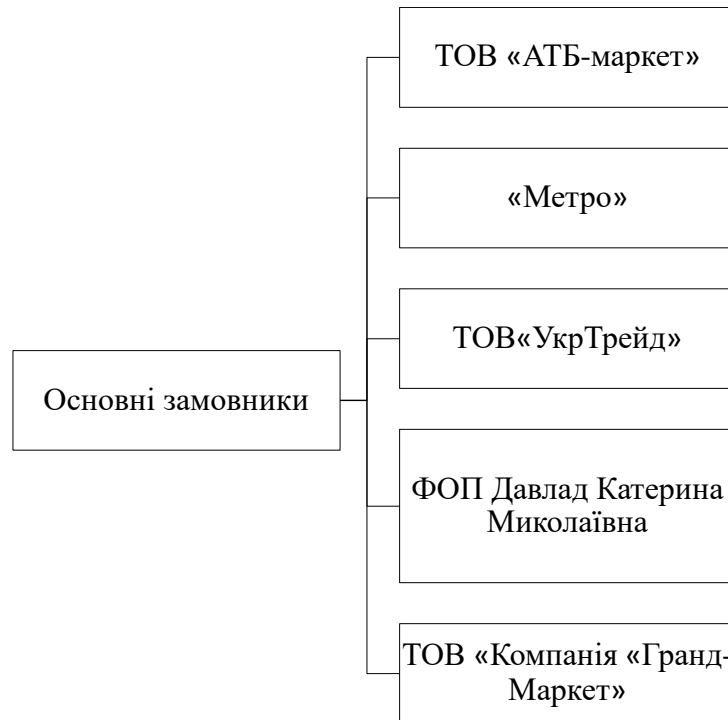 ТОВ «АТБ-маркет»
«Метро»
ТОВ«УкрТрейд»
Основні замовники
ФОП Давлад Катерина
Миколаївна
ТОВ «Компанія «Гранд-
Маркет»